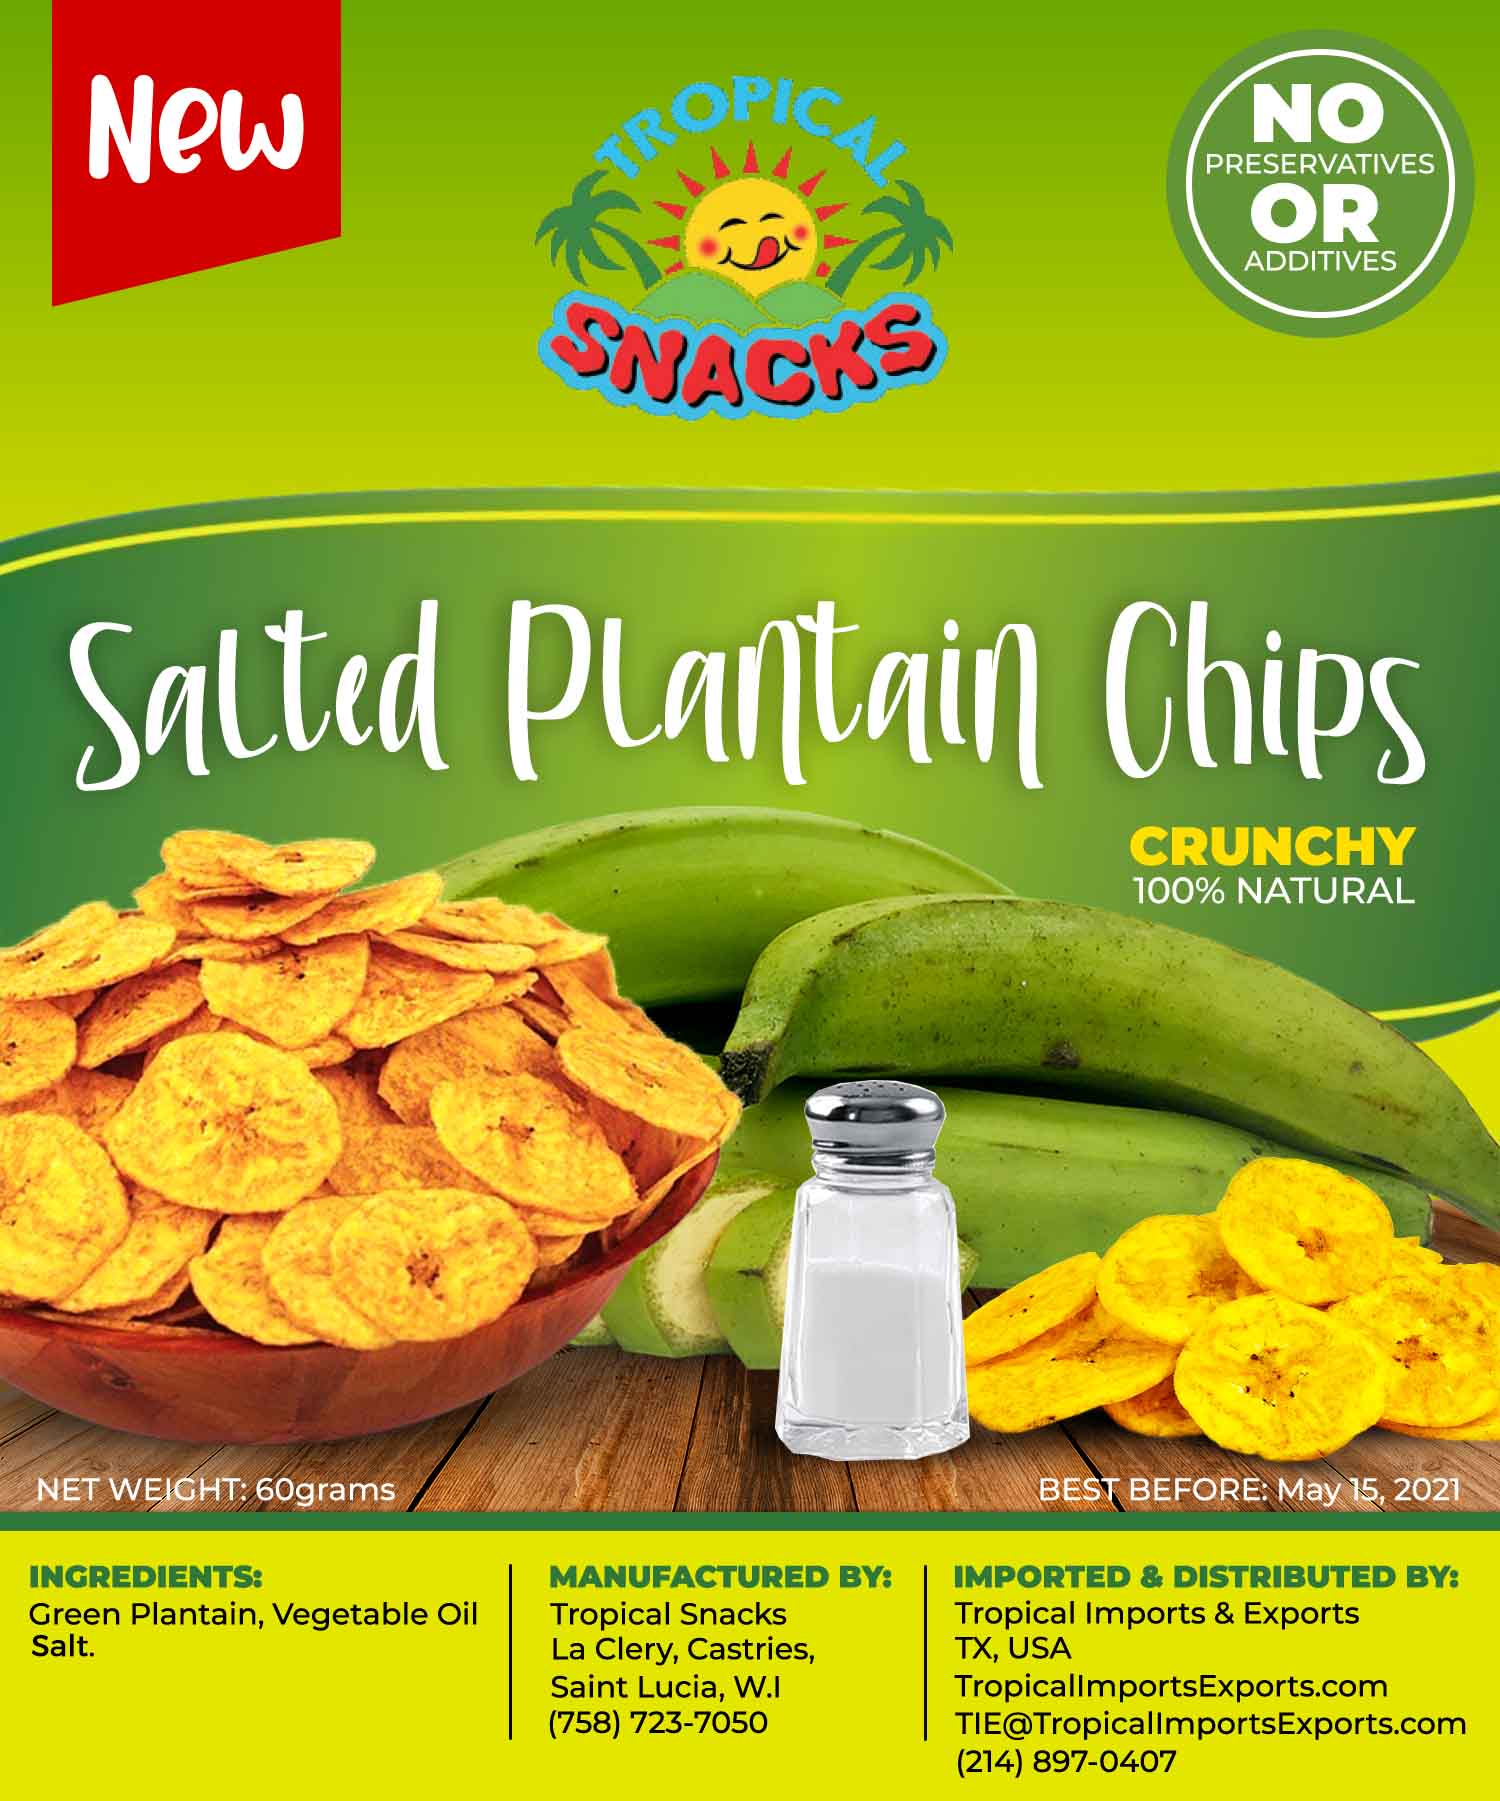 New
TROPICAL
SNACKS
NO
PRESERVATIVES
OR
ADDITIVES
Salted Plantain Chips
CRUNCHY
100% NATURAL
NET WEIGHT: 60grams
BEST BEFORE: May 15, 2021
INGREDIENTS:
Green Plantain, Vegetable Oil
Salt.
MANUFACTURED BY:
Tropical Snacks
La Clery, Castries,
Saint Lucia, W.I
(758) 723-7050
IMPORTED & DISTRIBUTED BY:
Tropical Imports & Exports
TX, USA
TropicalImportsExports.com
TIE@TropicalImportsExports.com
(214) 897-0407